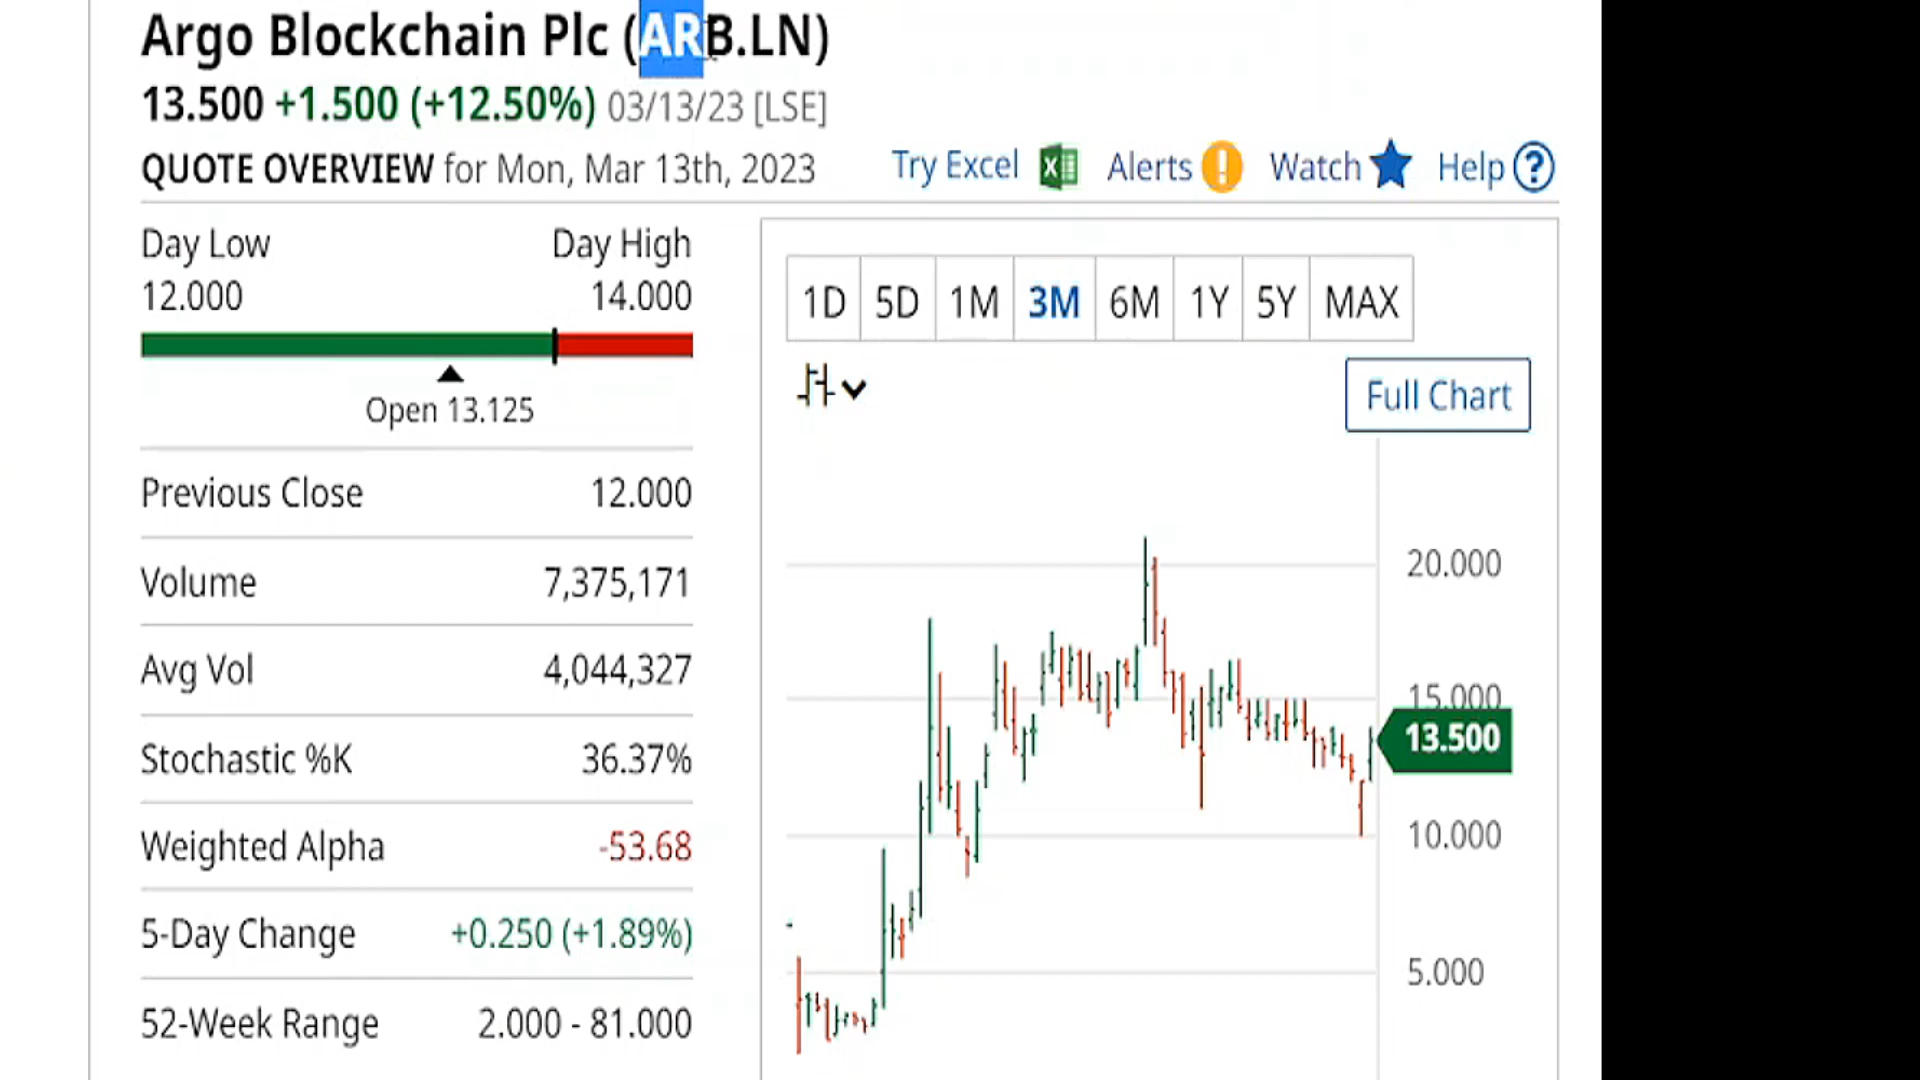 Argo Blockchain Plc (ARB.LN)
13.500 +1.500 (+12.50%) 03/13/23 [LSE]
QUOTE OVERVIEW for Mon, Mar 13th, 2023
Try Excel Alerts Watch Help
Day Low Day High
12.000 14.000
Open 13.125
Previous Close 12.000
Volume 7,375,171
Avg Vol 4,044,327
Stochastic %K 36.37%
Weighted Alpha -53.68
5-Day Change +0.250 (+1.89%)
52-Week Range 2.000 - 81.000
1D 5D 1M 3M 6M 1Y 5Y MAX
Full Chart
20.000
15.000
13.500
10.000
5.000